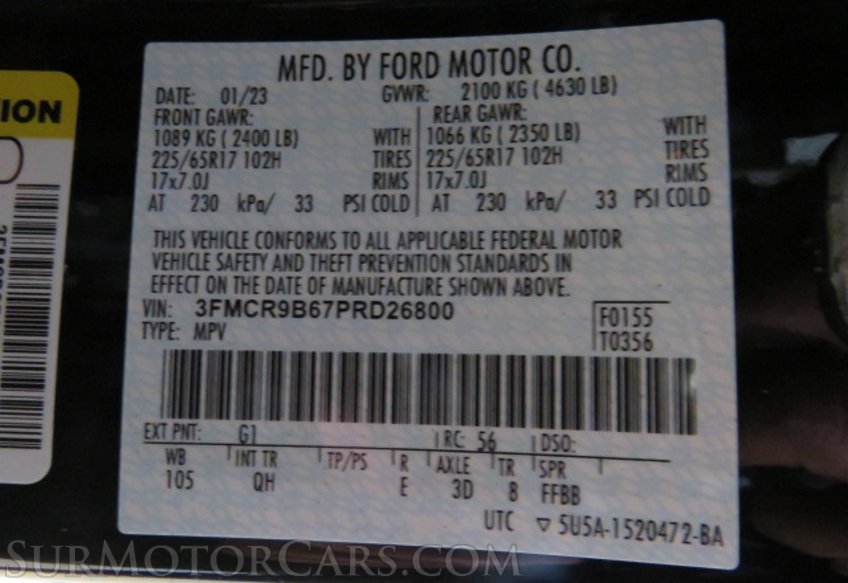 MFD. BY FORD MOTOR CO.
DATE: 01/23 GVWR: 2100 KG ( 4630 LB)
FRONT GAWR: REAR GAWR:
1089 KG ( 2400 LB) WITH 1066 KG ( 2350 LB) WITH
225/65R17 102H TIRES 225/65R17 102H TIRES
17x7.0J RIMS 17x7.0J RIMS
AT 230 kPa/ 33 PSI COLD AT 230 kPa/ 33 PSI COLD
THIS VEHICLE CONFORMS TO ALL APPLICABLE FEDERAL MOTOR
VEHICLE SAFETY AND THEFT PREVENTION STANDARDS IN
EFFECT ON THE DATE OF MANUFACTURE SHOWN ABOVE.
VIN: 3FMCR9B67PRD26800 F0155
TYPE: MPV T0356
EXT PNT: G1 RC: 56 DSO:
WB INT TR TP/PS R AXLE TR SPR
105 QH E 3D 8 FFBB
UTC ▽ 5U5A-1520472-BA
ION
SURMOTORCARS.COM